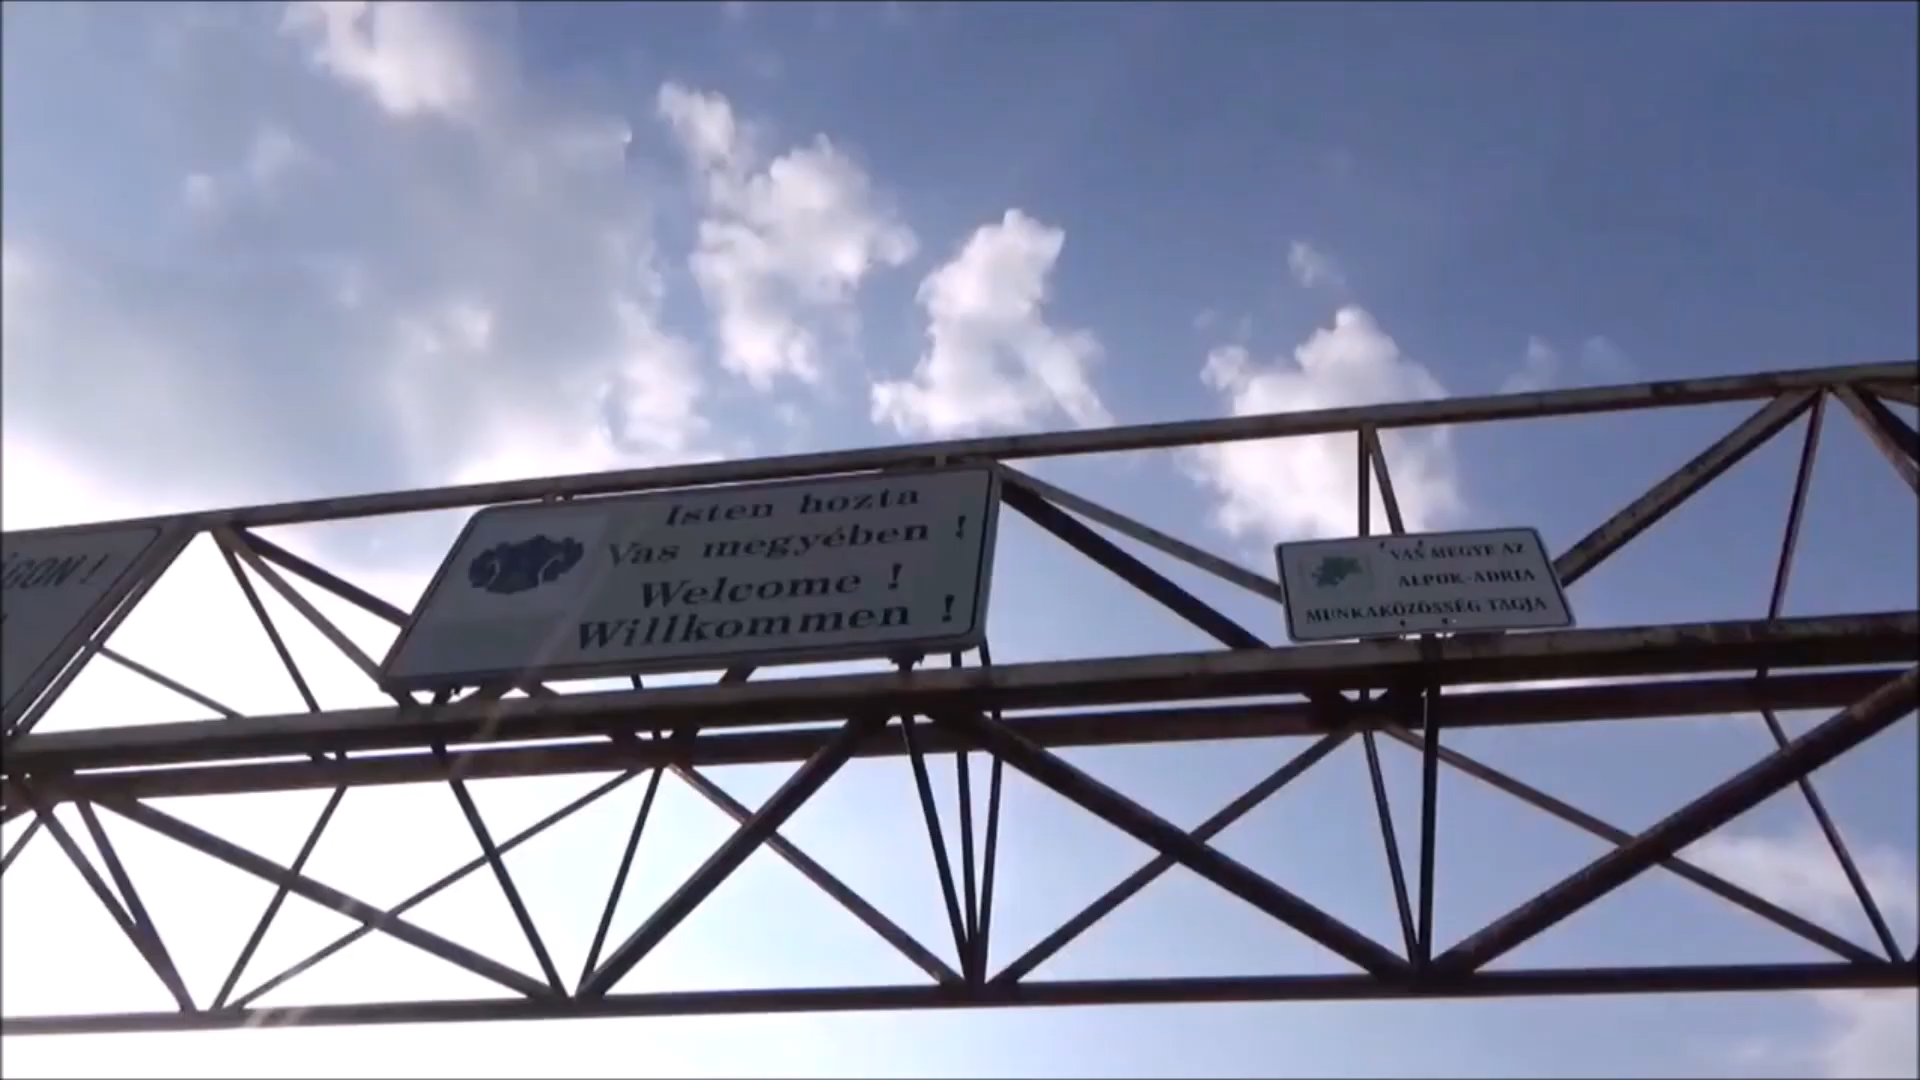 Isten hozta
Vas megyében !
Welcome !
Willkommen !
VAS MEGYE AZ
ALPOK-ADRIA
MUNKAKÖZÖSSÉG TAGJA